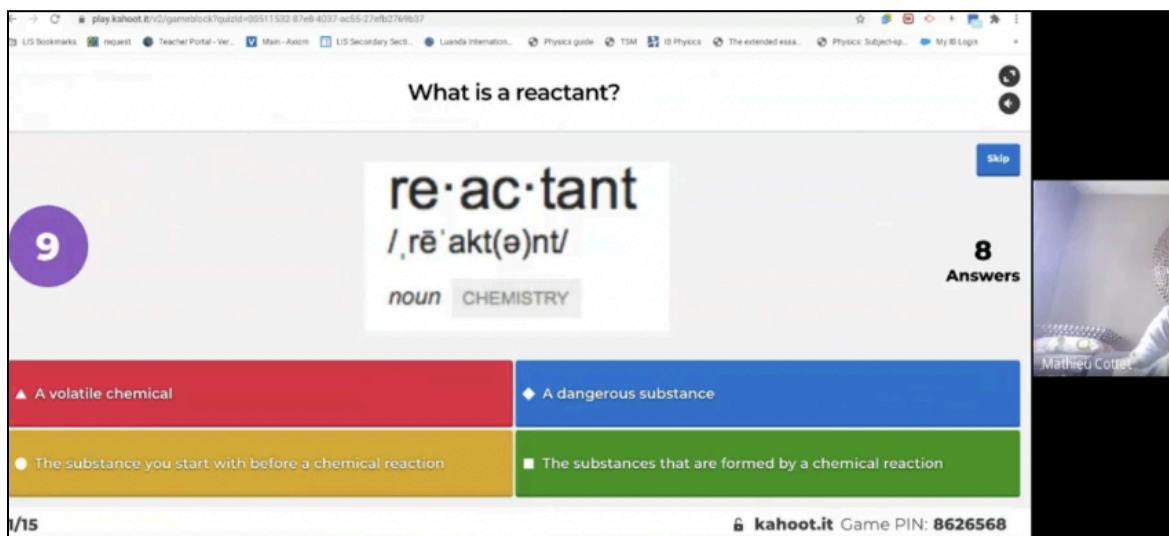 play.kahoot.it/v2/gameblock?quizId=00511532-87e8-4037-ac55-27efb2769b37
LIS Bookmarks request Teacher Portal - Ver... Main - Axiom LIS Secondary Secti... Luanda Internation... Physics guide TSM IB Physics The extended essa... Physics: Subject-sp... My IB Login
What is a reactant?
Skip
re·ac·tant
/ˌrēˈakt(ə)nt/
noun CHEMISTRY
9
8
Answers
Mathieu Cottet
A volatile chemical
A dangerous substance
The substance you start with before a chemical reaction
The substances that are formed by a chemical reaction
1/15
kahoot.it Game PIN: 8626568